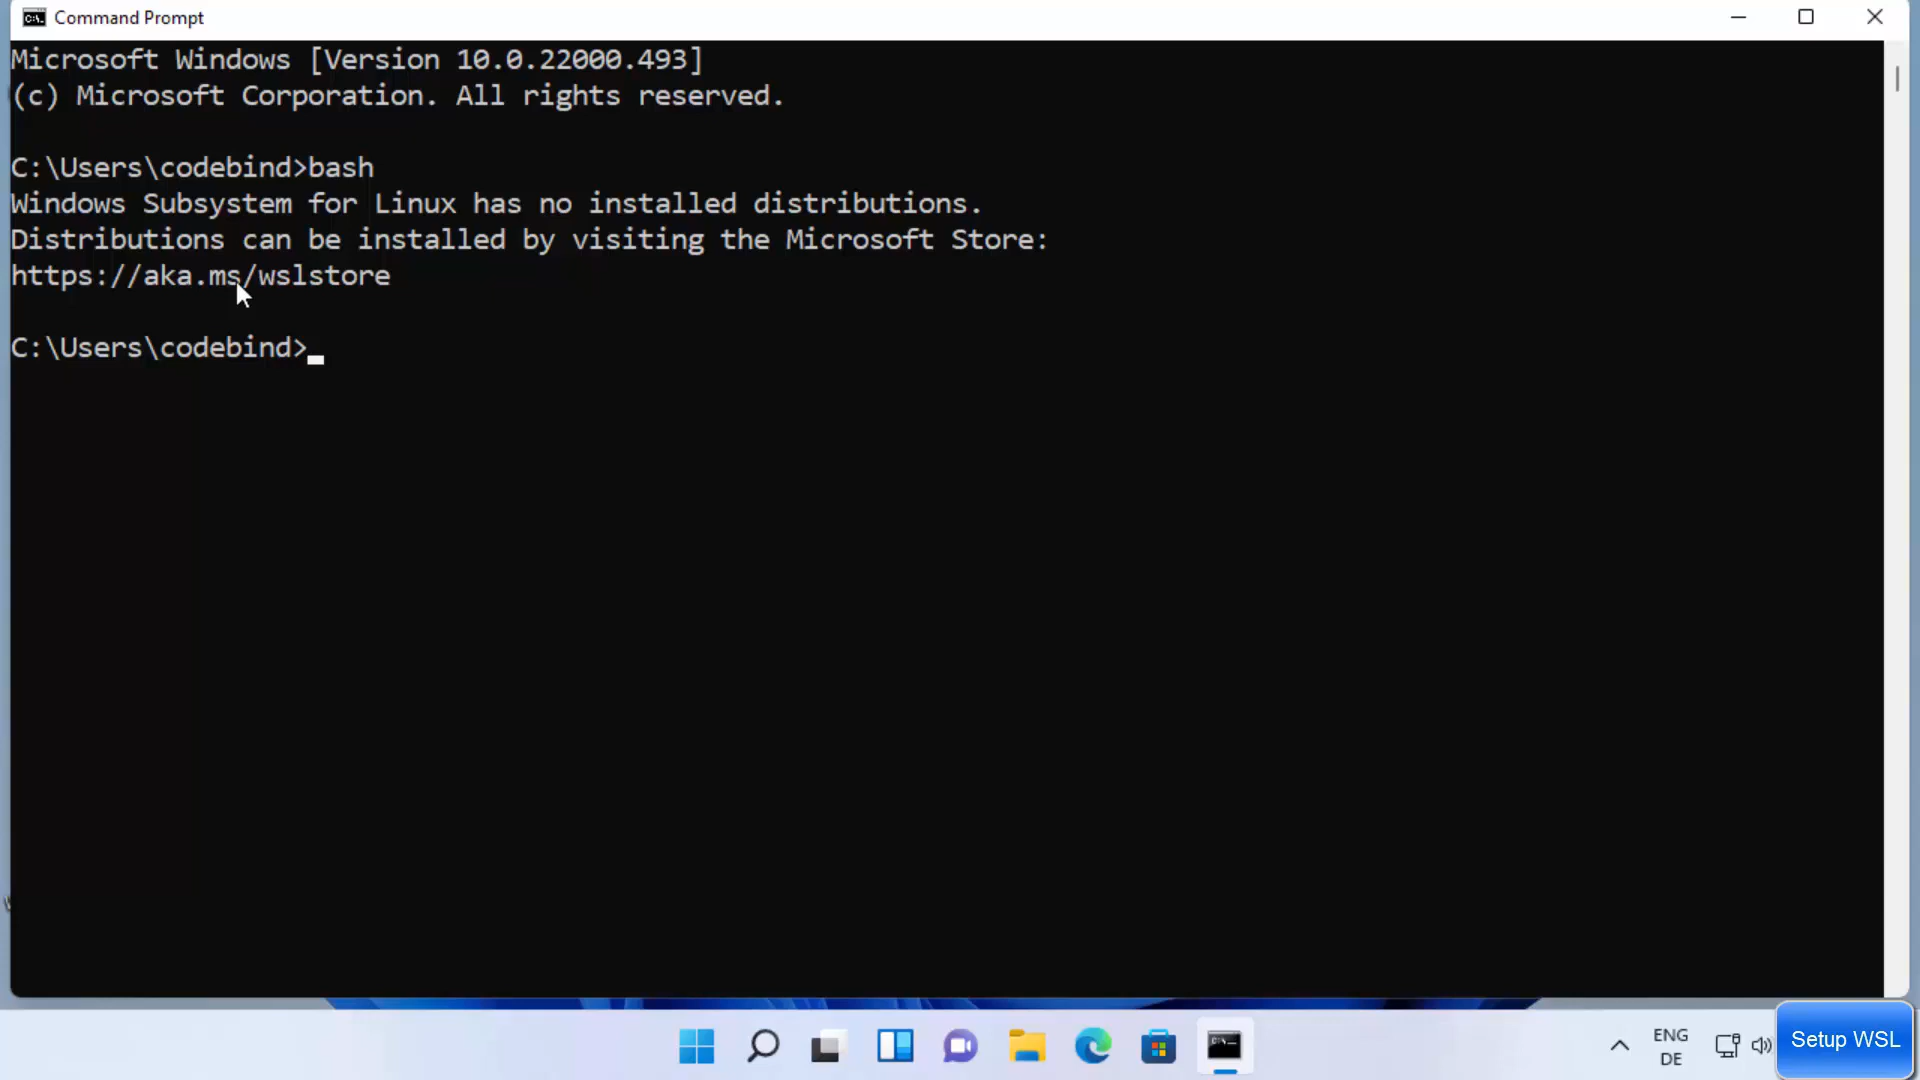 Command Prompt
Microsoft Windows [Version 10.0.22000.493]
(c) Microsoft Corporation. All rights reserved.
C:\Users\codebind>bash
Windows Subsystem for Linux has no installed distributions.
Distributions can be installed by visiting the Microsoft Store:
https://aka.ms/wslstore
C:\Users\codebind>
ENG
DE
Setup WSL